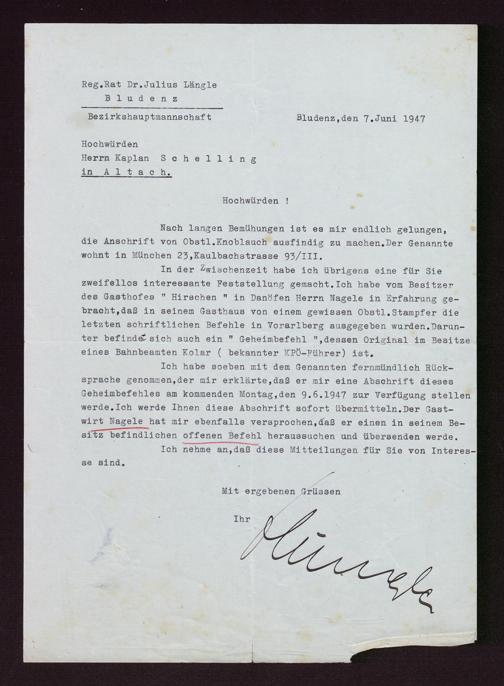 Reg.Rat Dr.Julius Längle
B l u d e n z
Bezirkshauptmannschaft
Bludenz,den 7.Juni 1947
Hochwürden
Herrn Kaplan S c h e l l i n g
in A l t a c h.
Hochwürden !
Nach langen Bemühungen ist es mir endlich gelungen,
die Anschrift von Obstl.Knoblauch ausfindig zu machen.Der Genannte
wohnt in München 23,Kaulbachstrasse 93/III.
In der Zwischenzeit habe ich übrigens eine für Sie
zweifellos interessante Feststellung gemacht.Ich habe vom Besitzer
des Gasthofes " Hirschen " in Danöfen Herrn Nagele in Erfahrung ge-
bracht,daß in seinem Gasthaus von einem gewissen Obstl.Stampfer die
letzten schriftlichen Befehle in Vorarlberg ausgegeben wurden.Darun-
ter befindet sich auch ein " Geheimbefehl ",dessen Original im Besitze
eines Bahnbeamten Kolar ( bekannter KPÖ-Führer) ist.
Ich habe soeben mit dem Genannten fernmündlich Rück-
sprache genommen,der mir erklärte,daß er mir eine Abschrift dieses
Geheimbefehles am kommenden Montag,den 9.6.1947 zur Verfügung stellen
werde.Ich werde Ihnen diese Abschrift sofort übermitteln.Der Gast-
wirt Nagele hat mir ebenfalls versprochen,daß er einen in seinem Be-
sitz befindlichen offenen Befehl heraussuchen und übersenden werde.
Ich nehme an,daß diese Mitteilungen für Sie von Interes-
se sind.
Mit ergebenen Grüssen
Ihr